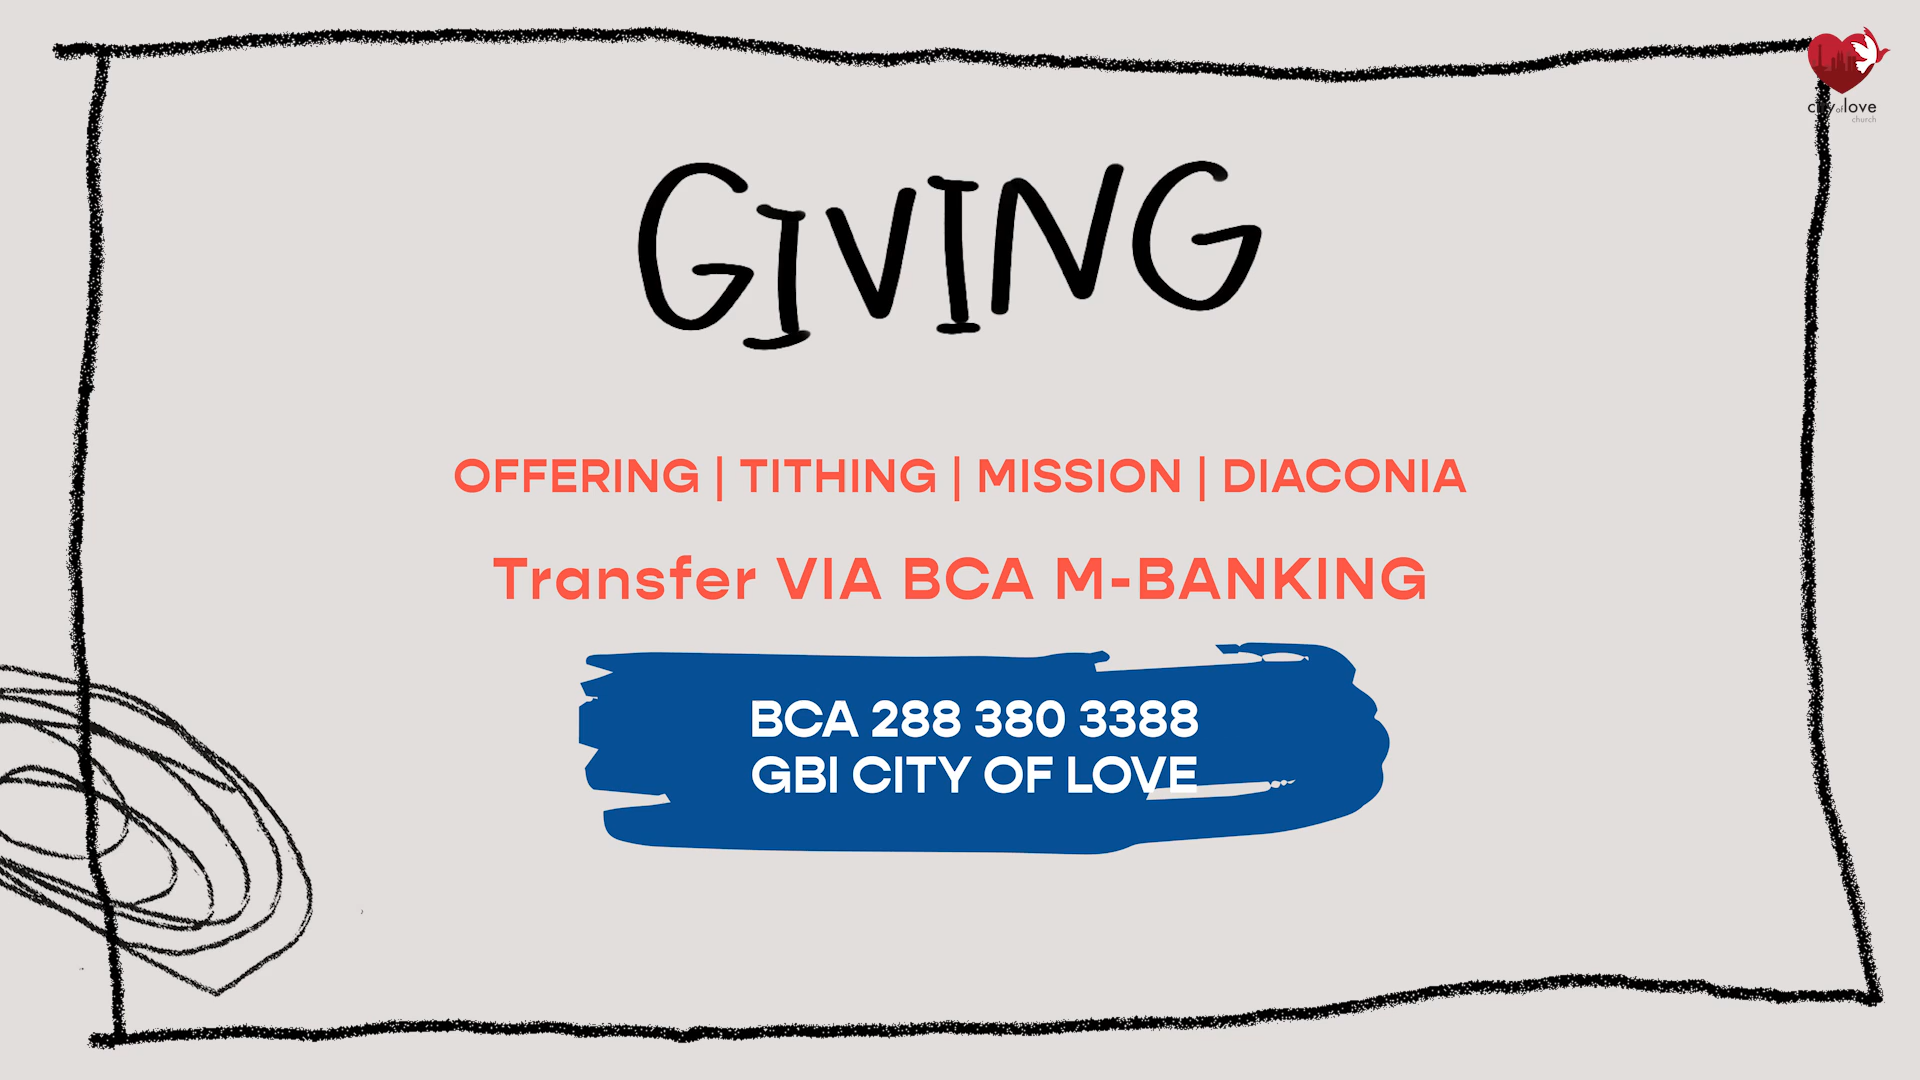 city of love
church
GIVING
OFFERING | TITHING | MISSION | DIACONIA
Transfer VIA BCA M-BANKING
BCA 288 380 3388
GBI CITY OF LOVE